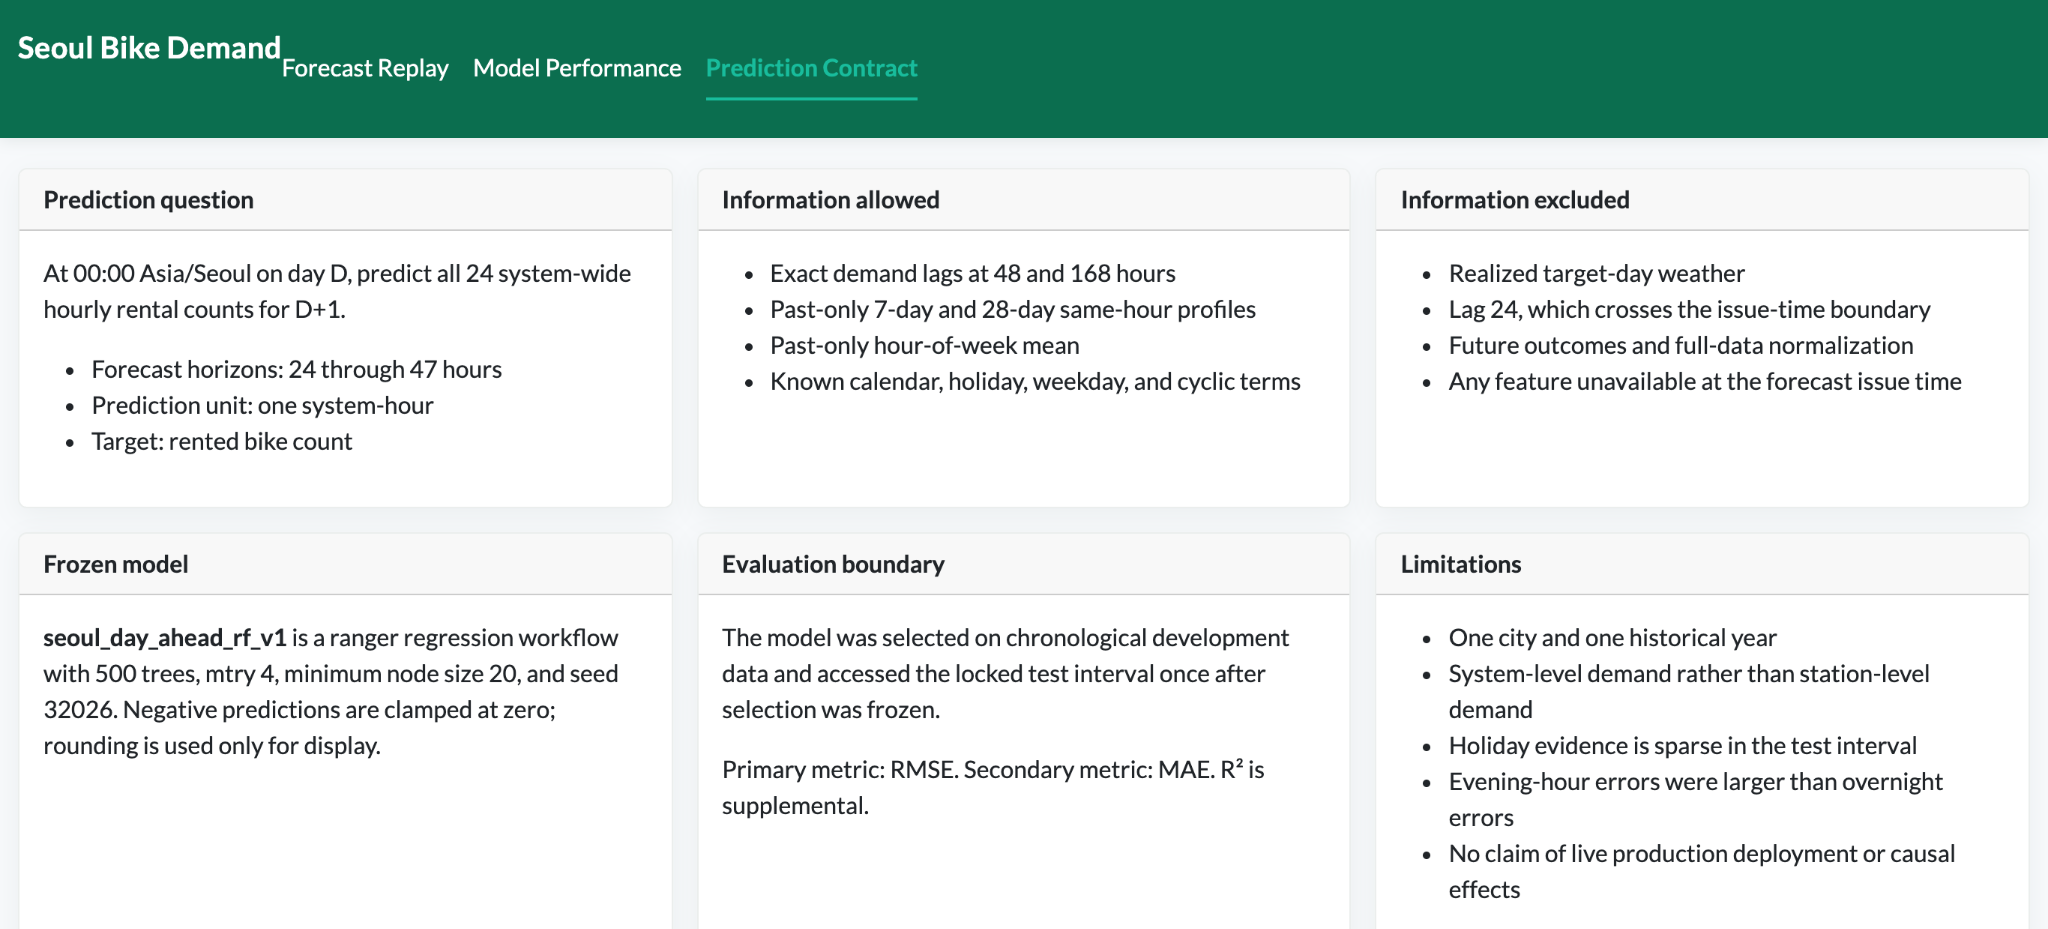 Seoul Bike Demand
Forecast Replay
Model Performance
Prediction Contract
Prediction question
At 00:00 Asia/Seoul on day D, predict all 24 system-wide
hourly rental counts for D+1.
• Forecast horizons: 24 through 47 hours
• Prediction unit: one system-hour
• Target: rented bike count
Information allowed
• Exact demand lags at 48 and 168 hours
• Past-only 7-day and 28-day same-hour profiles
• Past-only hour-of-week mean
• Known calendar, holiday, weekday, and cyclic terms
Information excluded
• Realized target-day weather
• Lag 24, which crosses the issue-time boundary
• Future outcomes and full-data normalization
• Any feature unavailable at the forecast issue time
Frozen model
seoul_day_ahead_rf_v1 is a ranger regression workflow
with 500 trees, mtry 4, minimum node size 20, and seed
32026. Negative predictions are clamped at zero;
rounding is used only for display.
Evaluation boundary
The model was selected on chronological development
data and accessed the locked test interval once after
selection was frozen.
Primary metric: RMSE. Secondary metric: MAE. R² is
supplemental.
Limitations
• One city and one historical year
• System-level demand rather than station-level
demand
• Holiday evidence is sparse in the test interval
• Evening-hour errors were larger than overnight
errors
• No claim of live production deployment or causal
effects